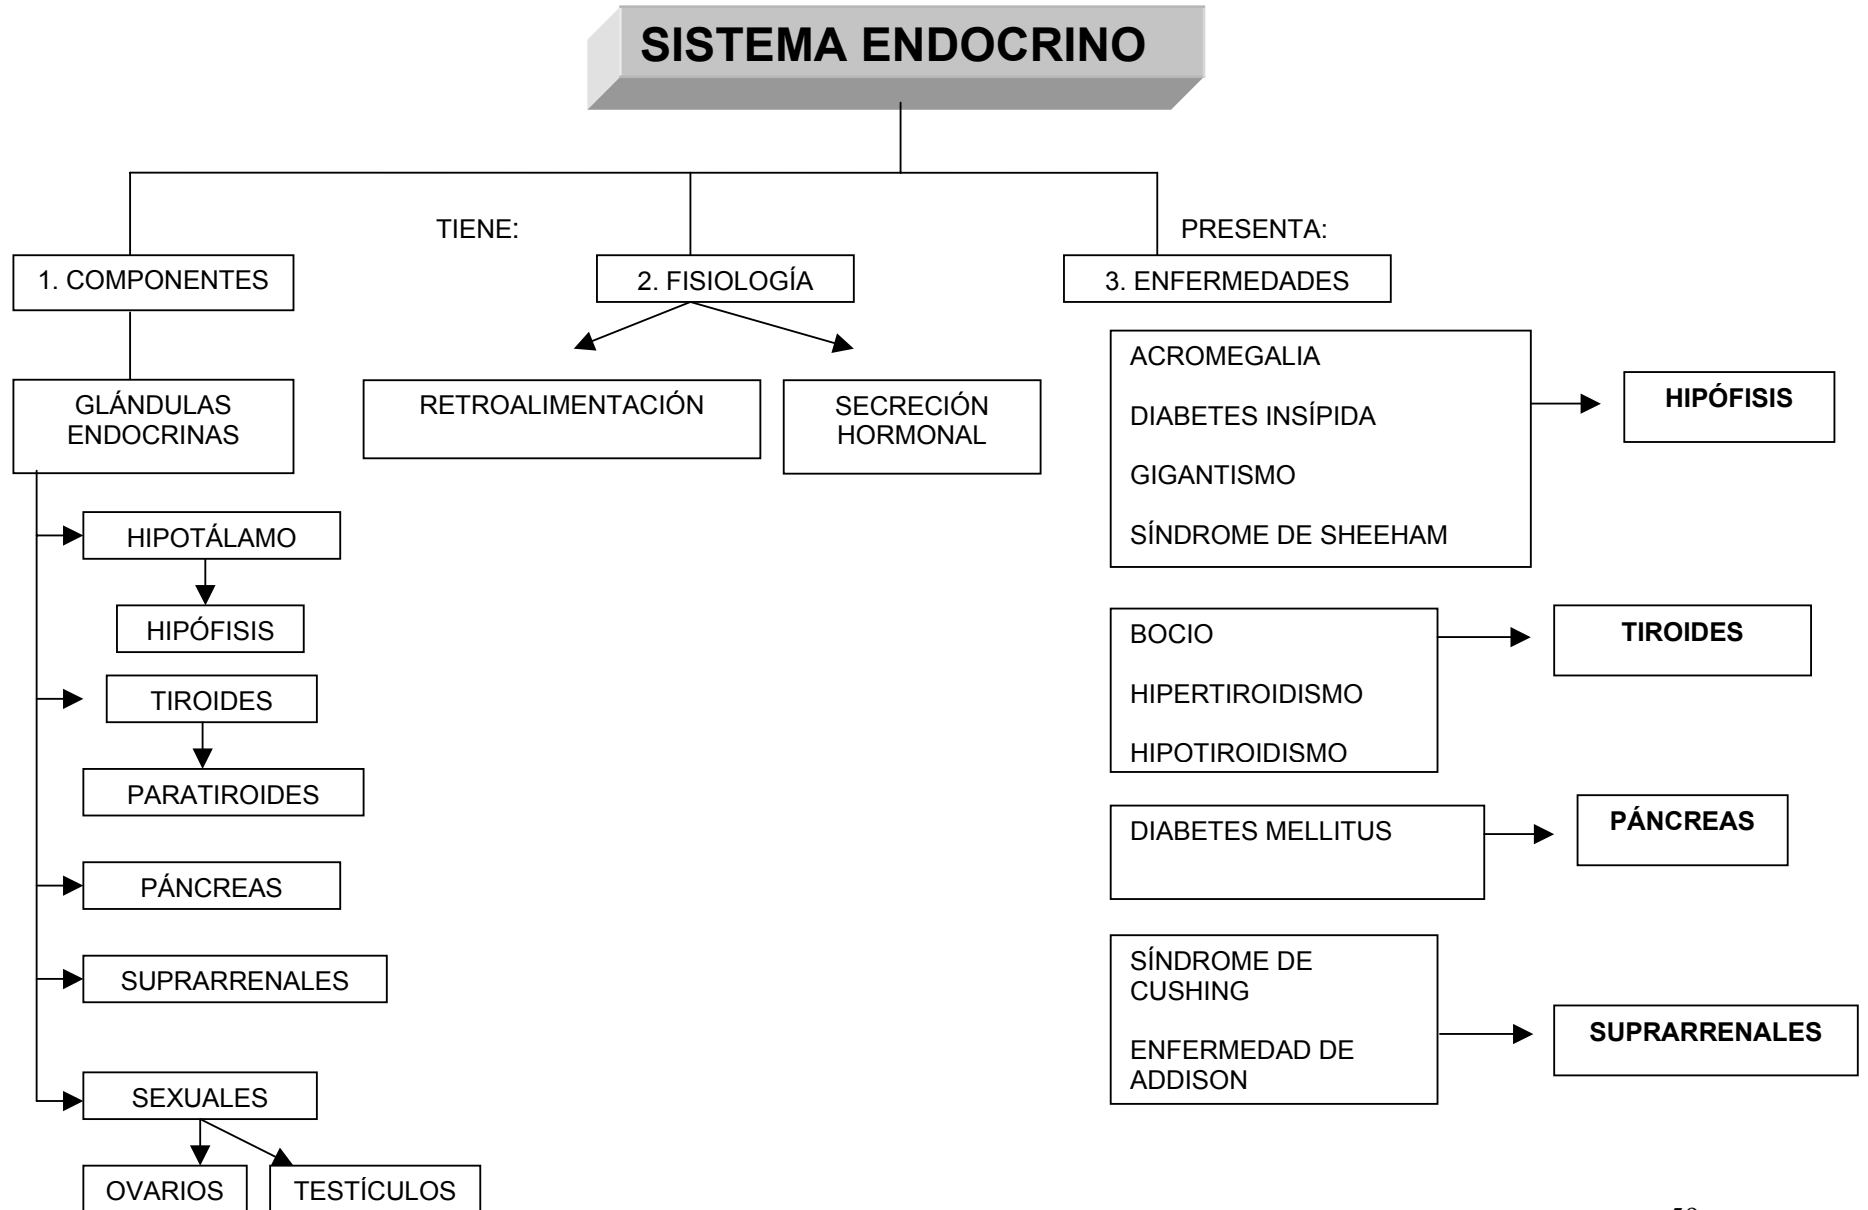 SISTEMA ENDOCRINO
TIENE:
PRESENTA:
1. COMPONENTES
2. FISIOLOGÍA
3. ENFERMEDADES
GLÁNDULAS
ENDOCRINAS
RETROALIMENTACIÓN
SECRECIÓN
HORMONAL
HIPOTÁLAMO
HIPÓFISIS
TIROIDES
PARATIROIDES
PÁNCREAS
SUPRARRENALES
SEXUALES
OVARIOS
TESTÍCULOS
ACROMEGALIA
DIABETES INSÍPIDA
GIGANTISMO
SÍNDROME DE SHEEHAM
HIPÓFISIS
BOCIO
HIPERTIROIDISMO
HIPOTIROIDISMO
TIROIDES
DIABETES MELLITUS
PÁNCREAS
SÍNDROME DE
CUSHING
ENFERMEDAD DE
ADDISON
SUPRARRENALES